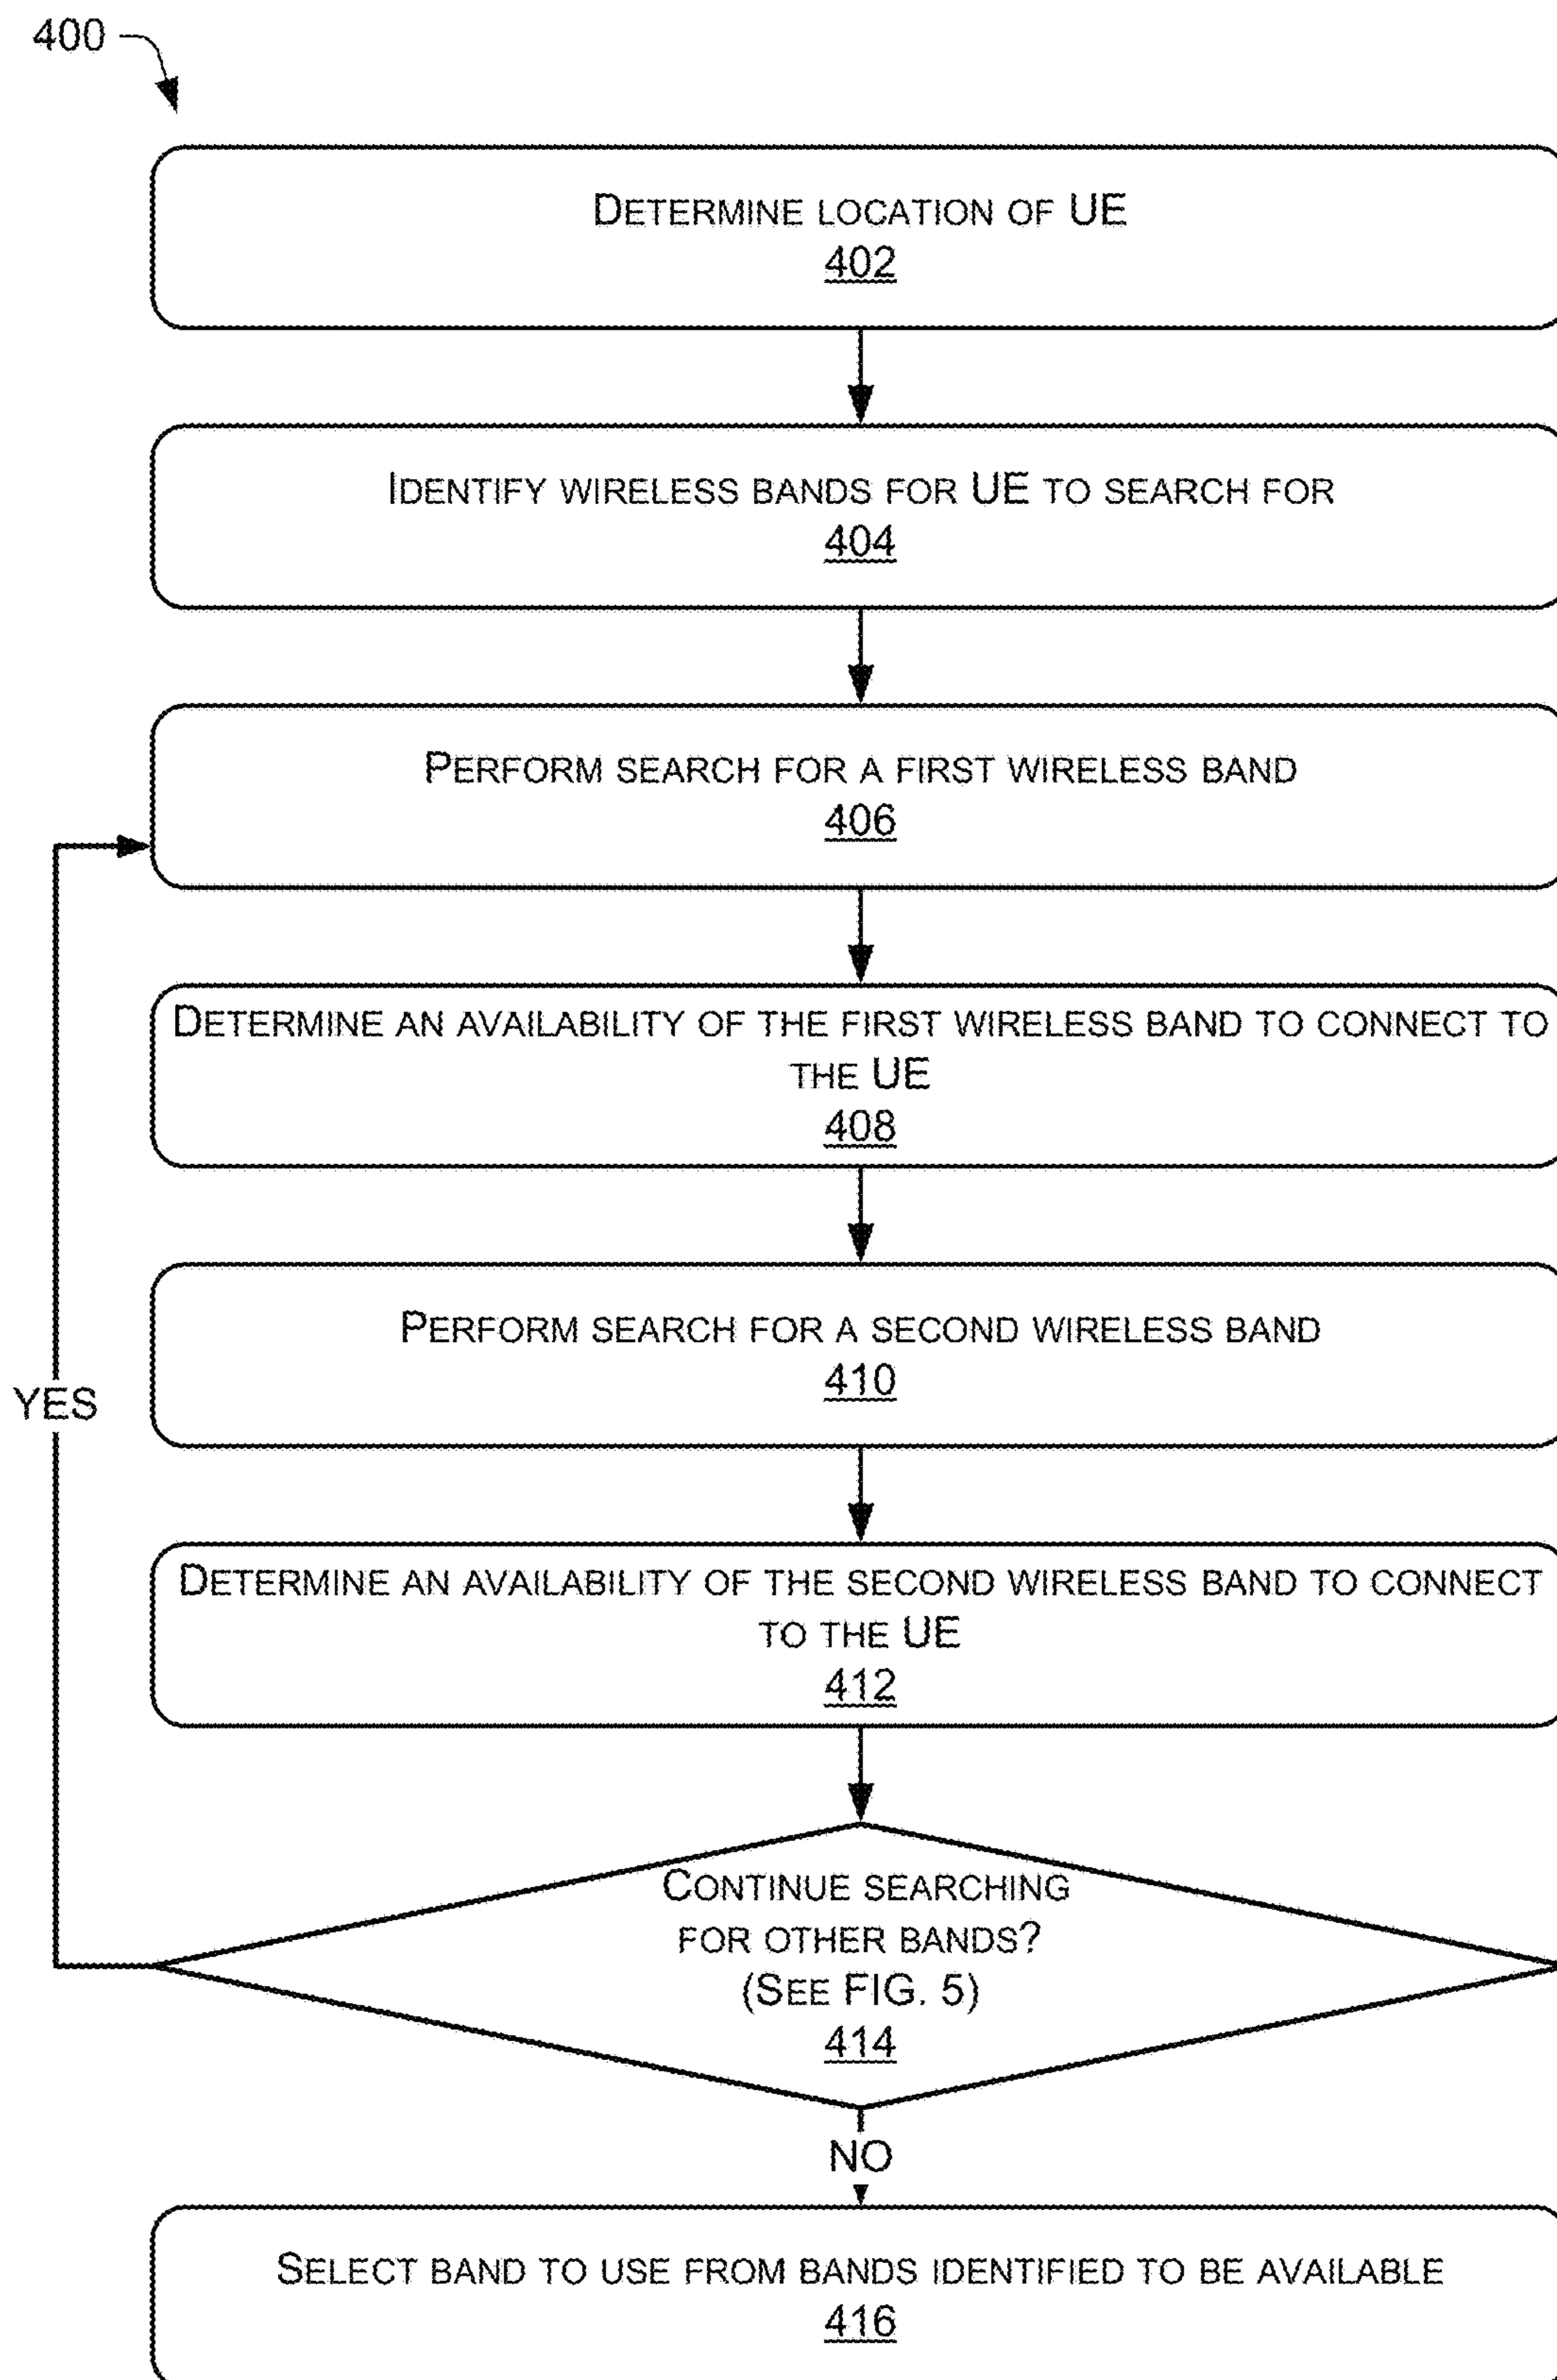 400
DETERMINE LOCATION OF UE
402
IDENTIFY WIRELESS BANDS FOR UE TO SEARCH FOR
404
PERFORM SEARCH FOR A FIRST WIRELESS BAND
406
DETERMINE AN AVAILABILITY OF THE FIRST WIRELESS BAND TO CONNECT TO
THE UE
408
PERFORM SEARCH FOR A SECOND WIRELESS BAND
410
YES
DETERMINE AN AVAILABILITY OF THE SECOND WIRELESS BAND TO CONNECT
TO THE UE
412
CONTINUE SEARCHING
FOR OTHER BANDS?
(SEE FIG. 5)
414
NO
SELECT BAND TO USE FROM BANDS IDENTIFIED TO BE AVAILABLE
416